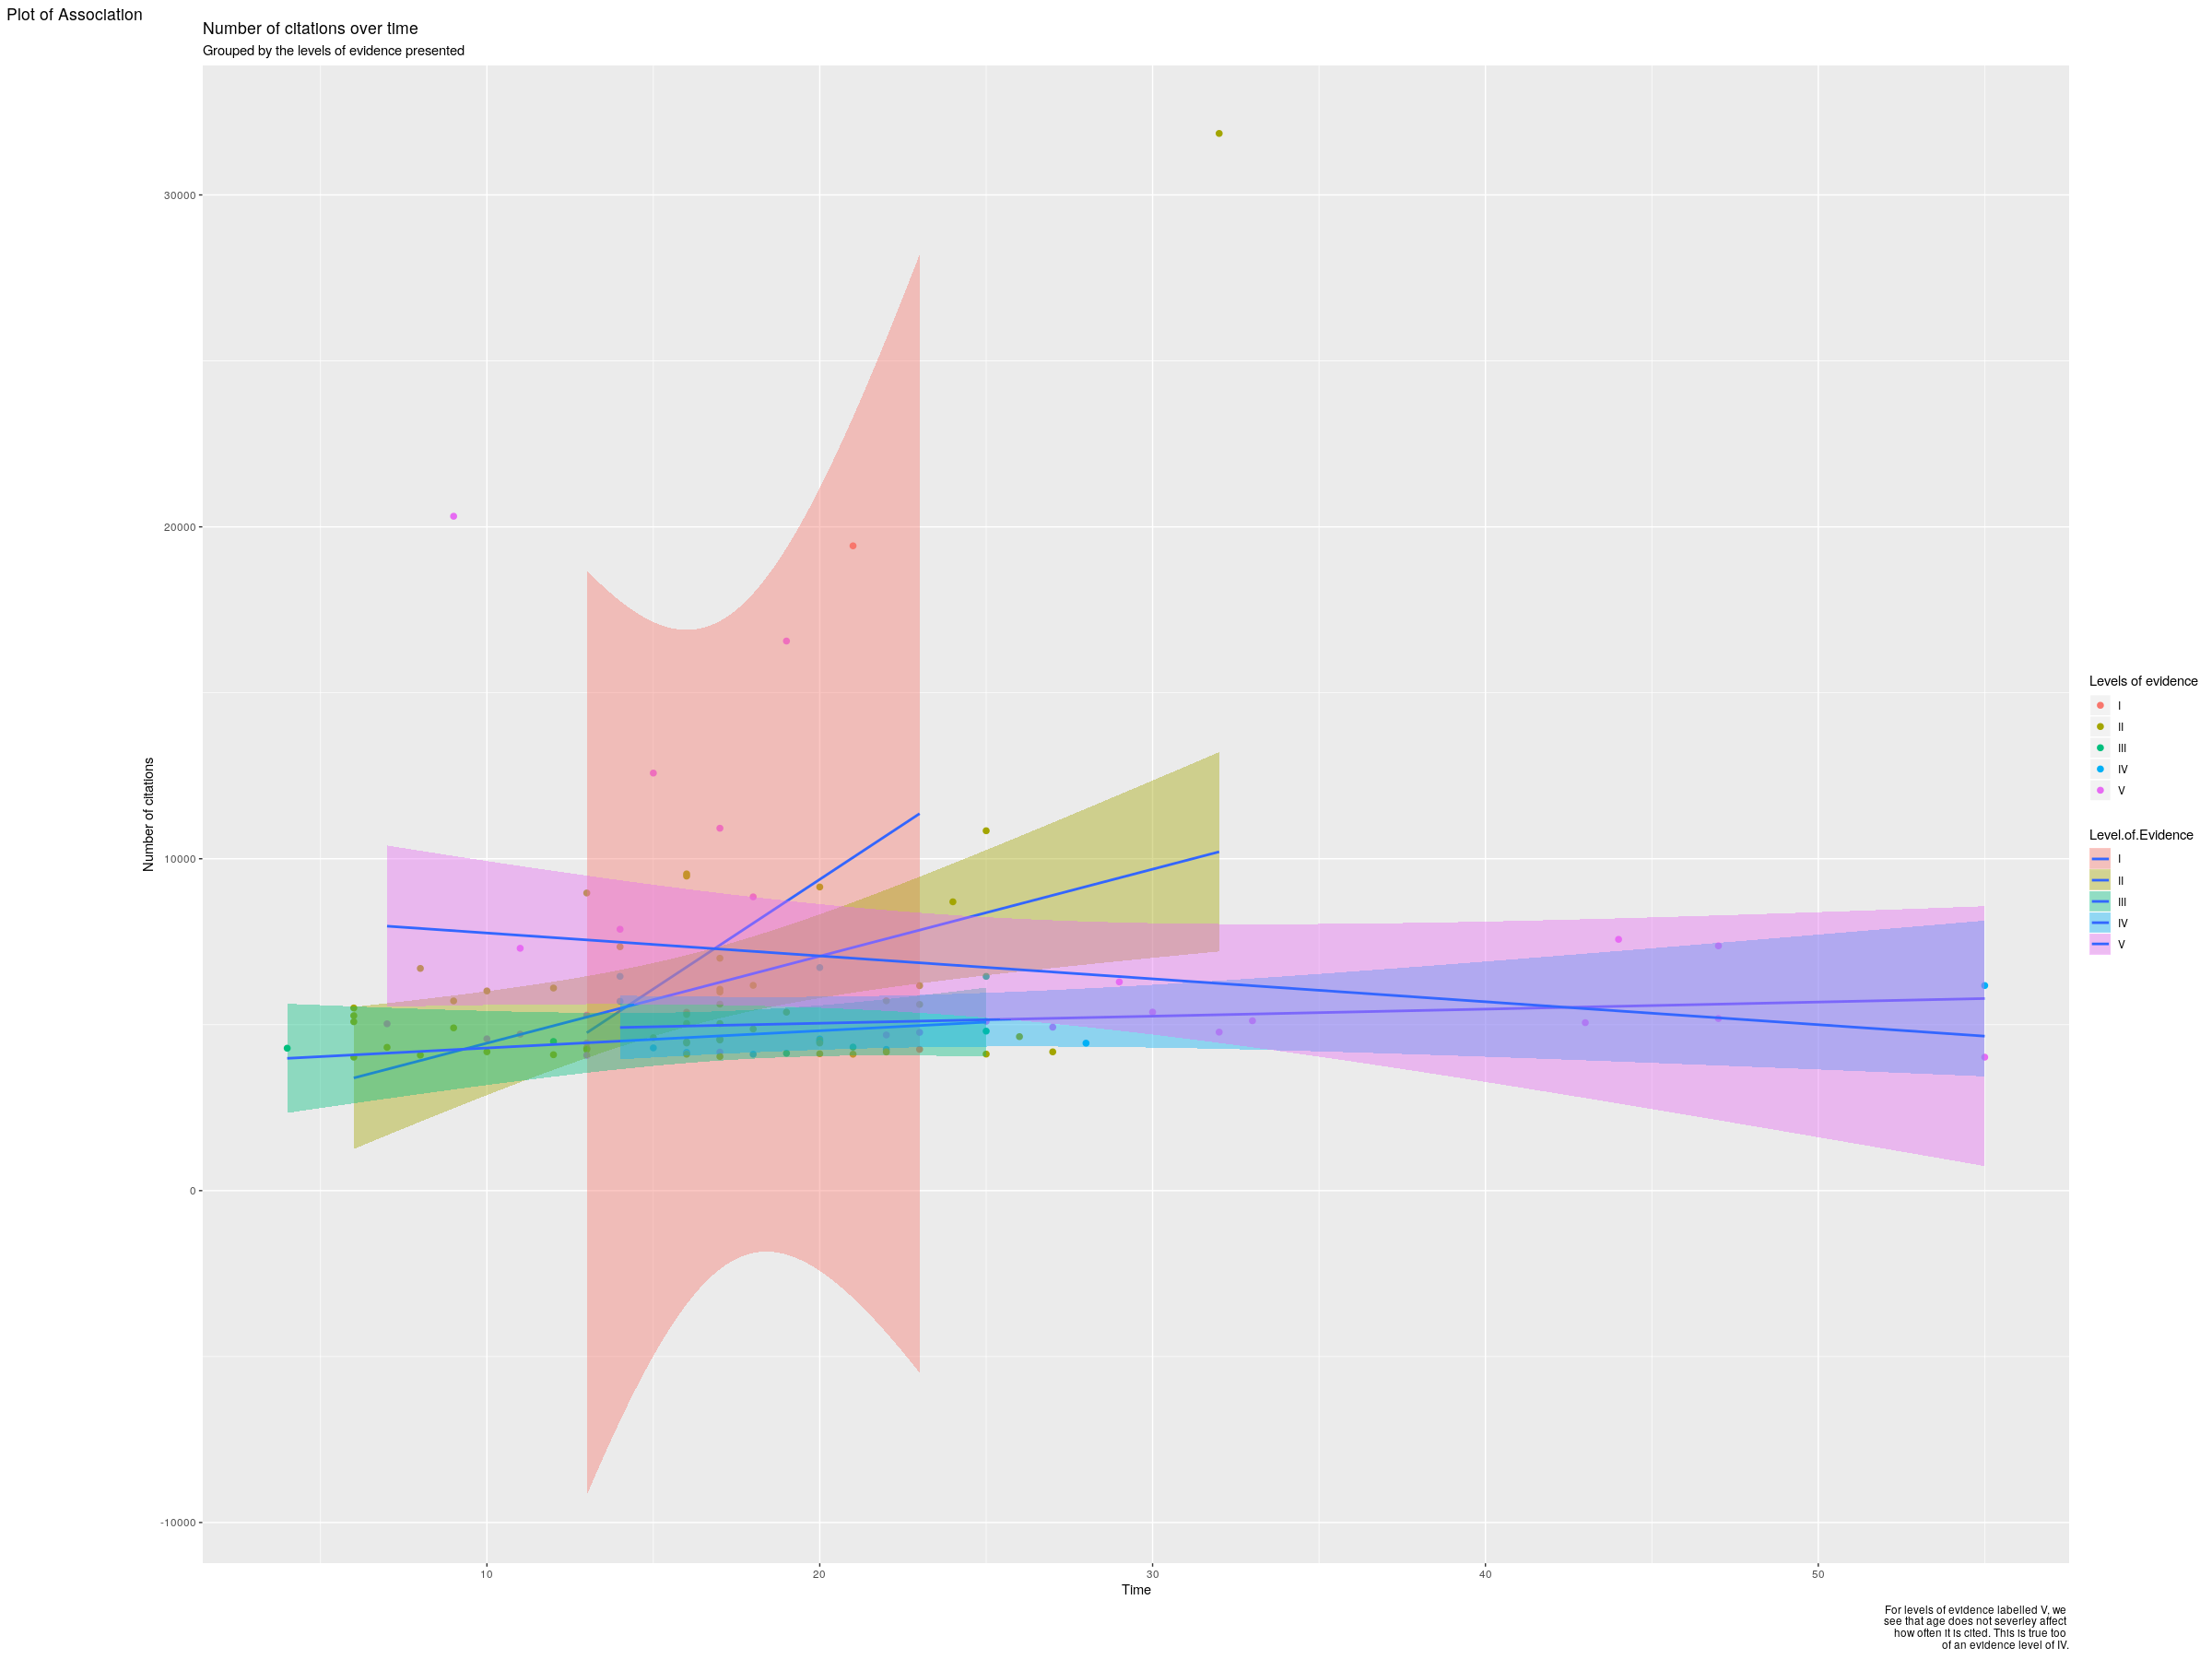 Plot of Association
Number of citations over time
Grouped by the levels of evidence presented
30000
20000
10000
0
-10000
Number of citations
10
20
30
40
50
Time
Levels of evidence
I
II
III
IV
V
Level.of.Evidence
I
II
III
IV
V
For levels of evidence labelled V, we
see that age does not severley affect
how often it is cited. This is true too
of an evidence level of IV.